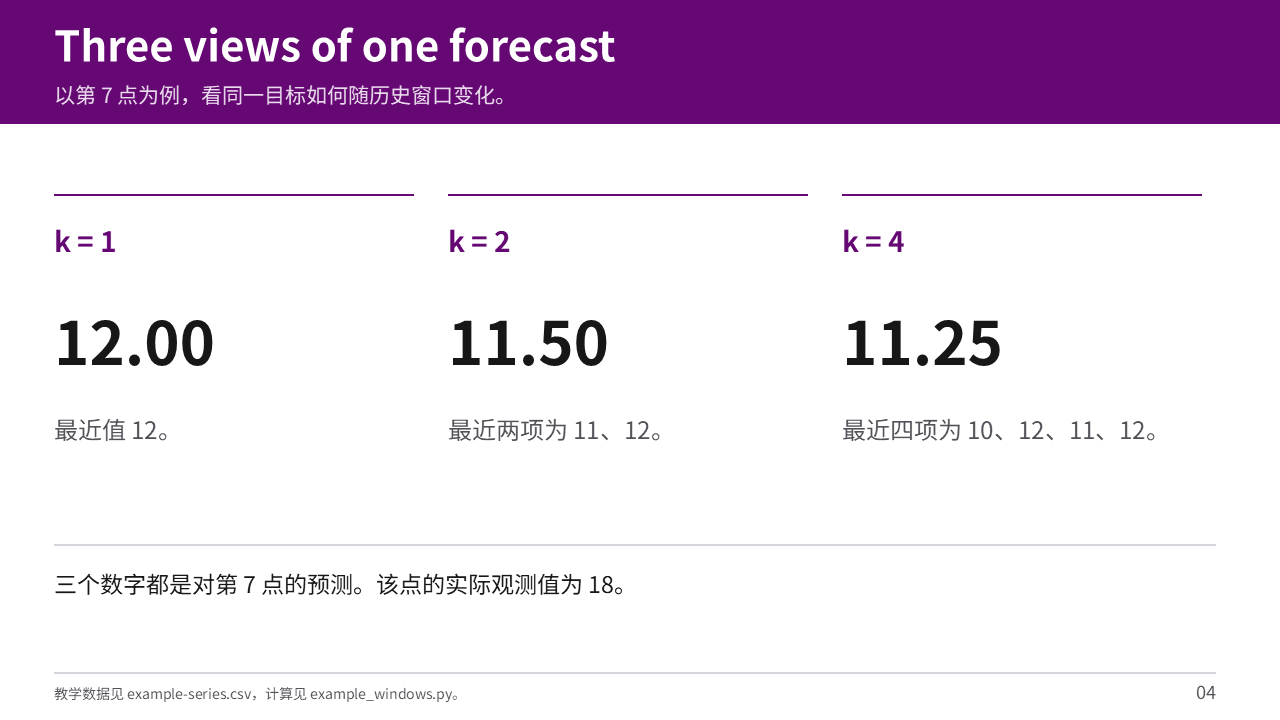 Three views of one forecast
以第 7 点为例，看同一目标如何随历史窗口变化。
k = 1
12.00
最近值 12。
k = 2
11.50
最近两项为 11、12。
k = 4
11.25
最近四项为 10、12、11、12。
三个数字都是对第 7 点的预测。该点的实际观测值为 18。
教学数据见 example-series.csv，计算见 example_windows.py。
04